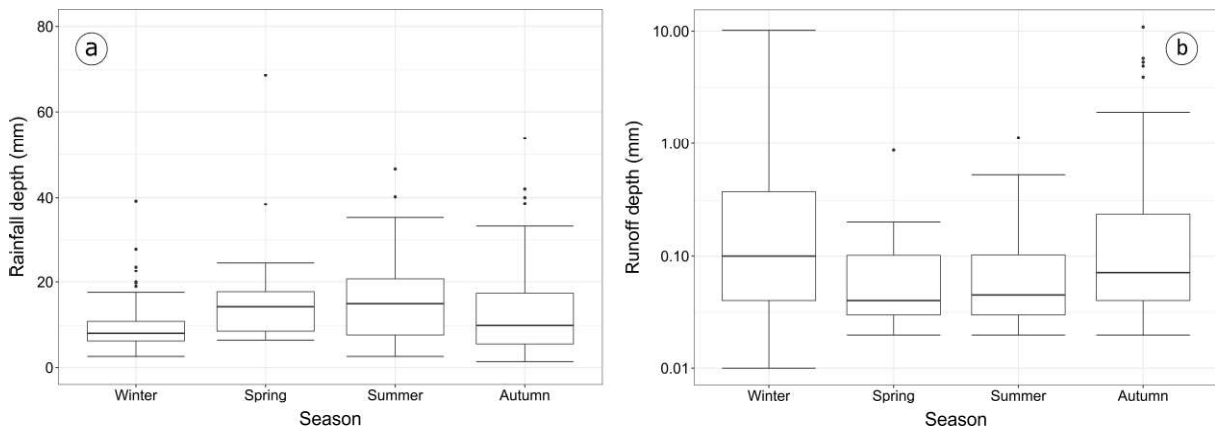 a
Rainfall depth (mm)
80
60
40
20
0
Winter Spring Summer Autumn
Season
b
Runoff depth (mm)
10.00
1.00
0.10
0.01
Winter Spring Summer Autumn
Season